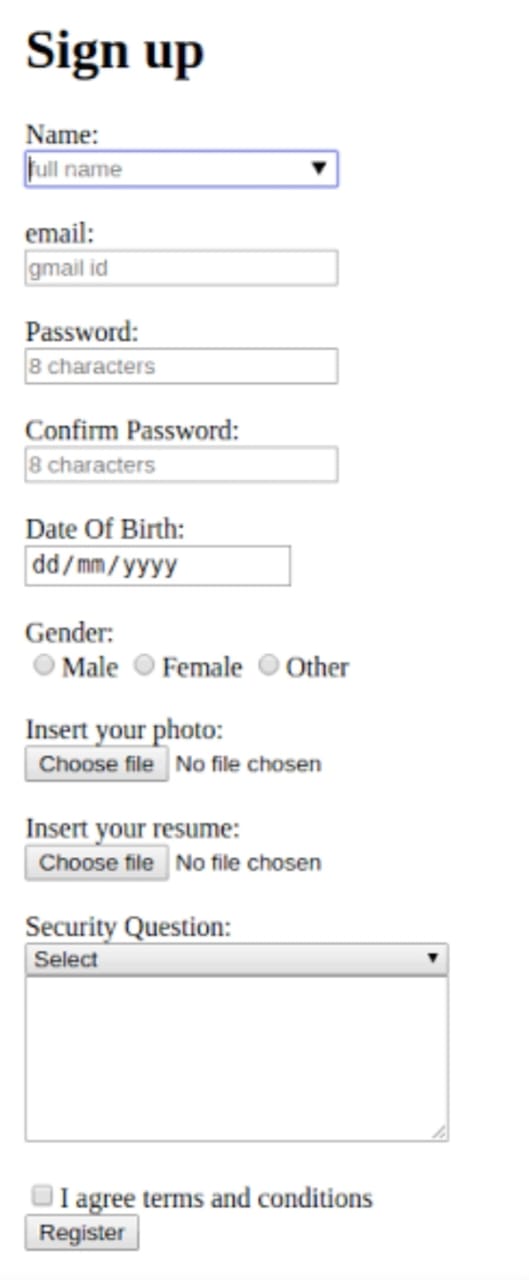 Sign up
Name:
full name
email:
gmail id
Password:
8 characters
Confirm Password:
8 characters
Date Of Birth:
dd/mm/yyyy
Gender:
Male Female Other
Insert your photo:
Choose file No file chosen
Insert your resume:
Choose file No file chosen
Security Question:
Select
I agree terms and conditions
Register